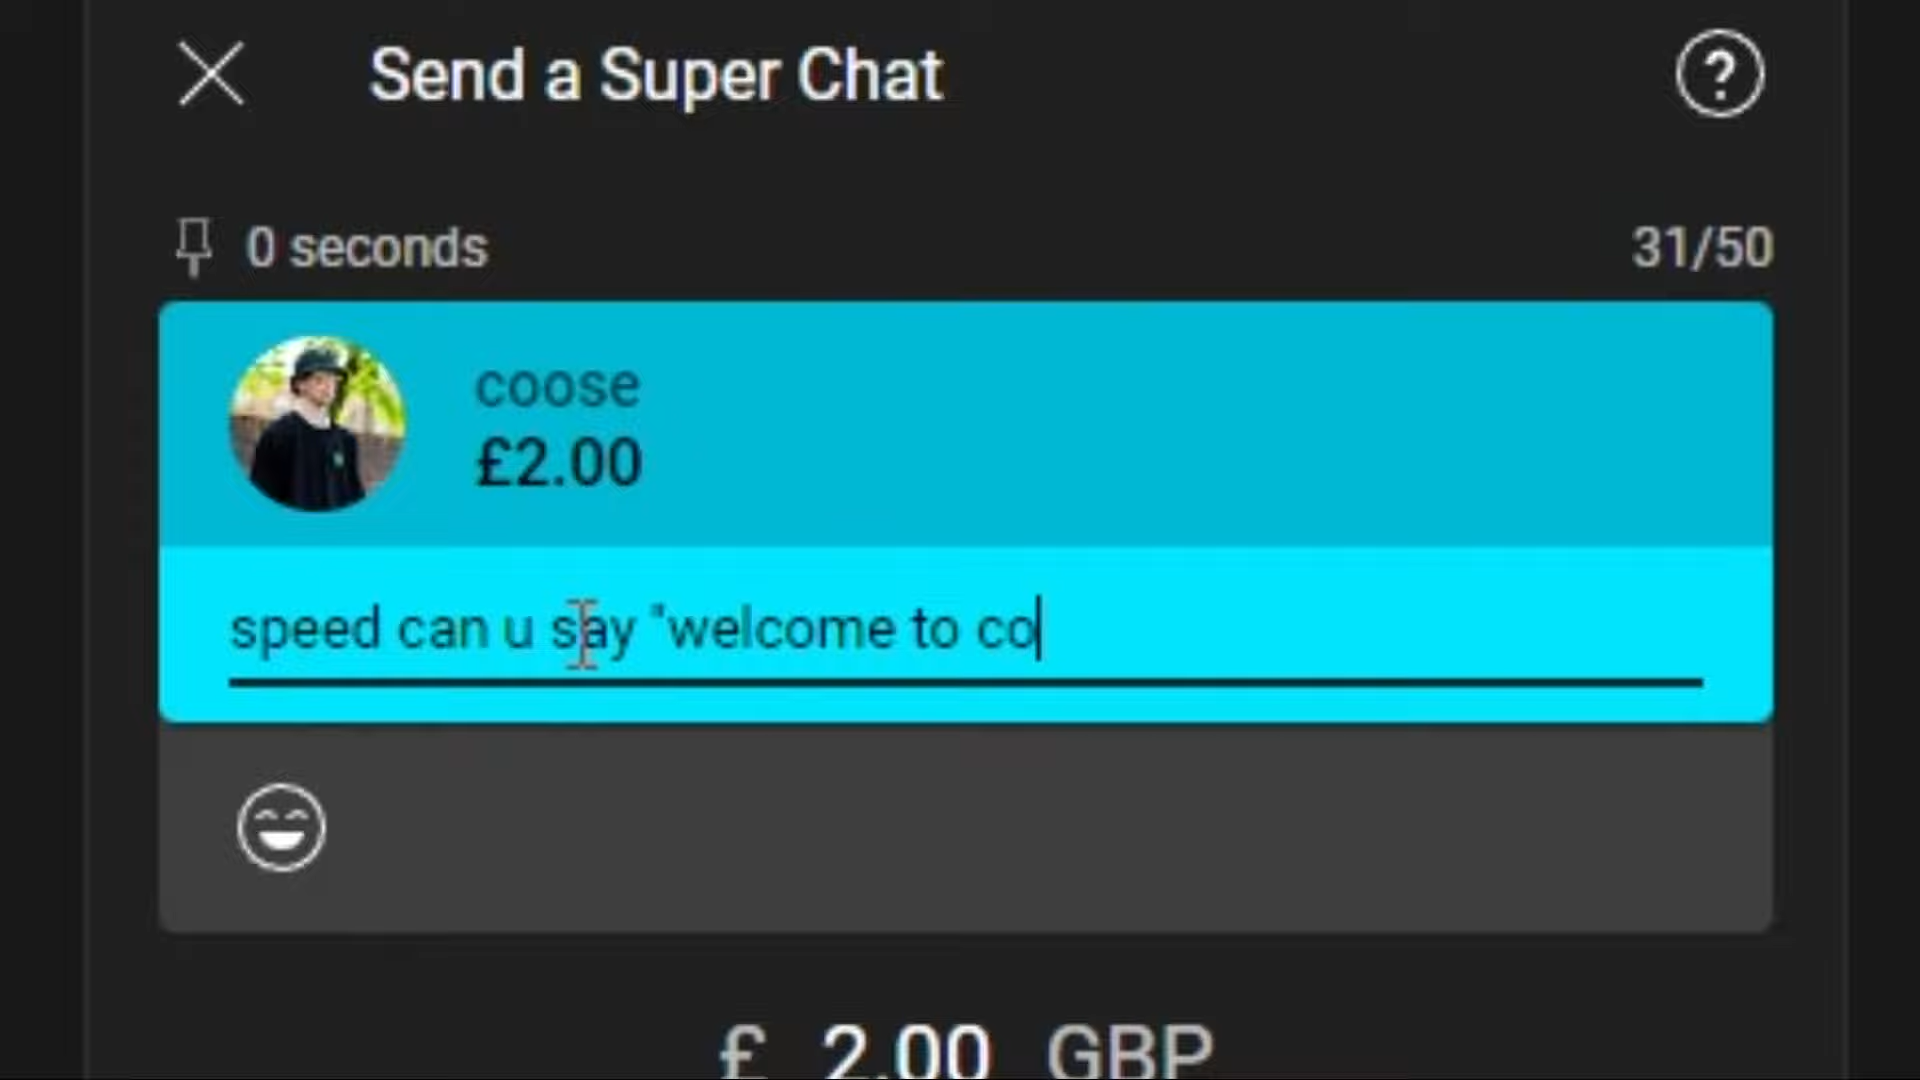 Send a Super Chat
0 seconds
31/50
coose
£2.00
speed can u say "welcome to co
£ 2.00 GBP